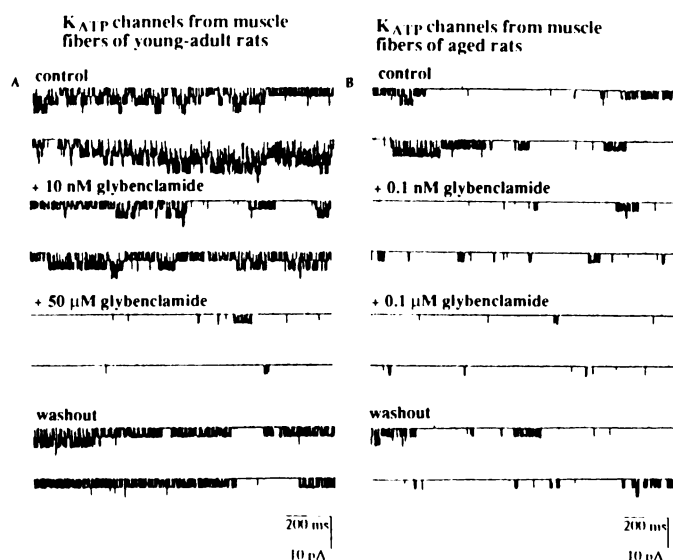 K_ATP channels from muscle
fibers of young-adult rats
A
control
+ 10 nM glybenclamide
+ 50 µM glybenclamide
washout
200 ms
10 pA
K_ATP channels from muscle
fibers of aged rats
B
control
+ 0.1 nM glybenclamide
+ 0.1 µM glybenclamide
washout
200 ms
10 pA